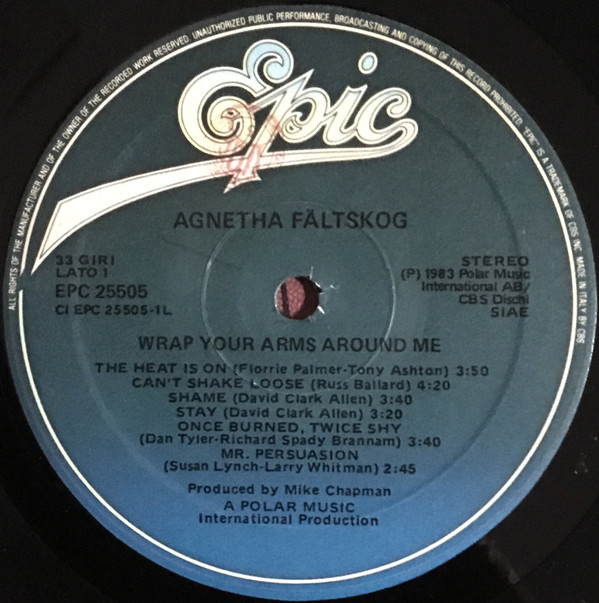 ALL RIGHTS OF THE MANUFACTURER AND OF THE OWNER OF THE RECORDED WORK RESERVED. UNAUTHORIZED PUBLIC PERFORMANCE, BROADCASTING AND COPYING OF THIS RECORD PROHIBITED. "EPIC" IS A TRADEMARK OF CBS INC. MADE IN ITALY BY CBS
Epic
AGNETHA FÄLTSKOG
33 GIRI
LATO 1
EPC 25505
CI EPC 25505-1L
STEREO
(P) 1983 Polar Music
International AB/
CBS Dischi
SIAE
WRAP YOUR ARMS AROUND ME
THE HEAT IS ON (Florrie Palmer-Tony Ashton) 3:50
CAN'T SHAKE LOOSE (Russ Ballard) 4:20
SHAME (David Clark Allen) 3:40
STAY (David Clark Allen) 3:20
ONCE BURNED, TWICE SHY
(Dan Tyler-Richard Spady Brannam) 3:40
MR. PERSUASION
(Susan Lynch-Larry Whitman) 2:45
Produced by Mike Chapman
A POLAR MUSIC
International Production